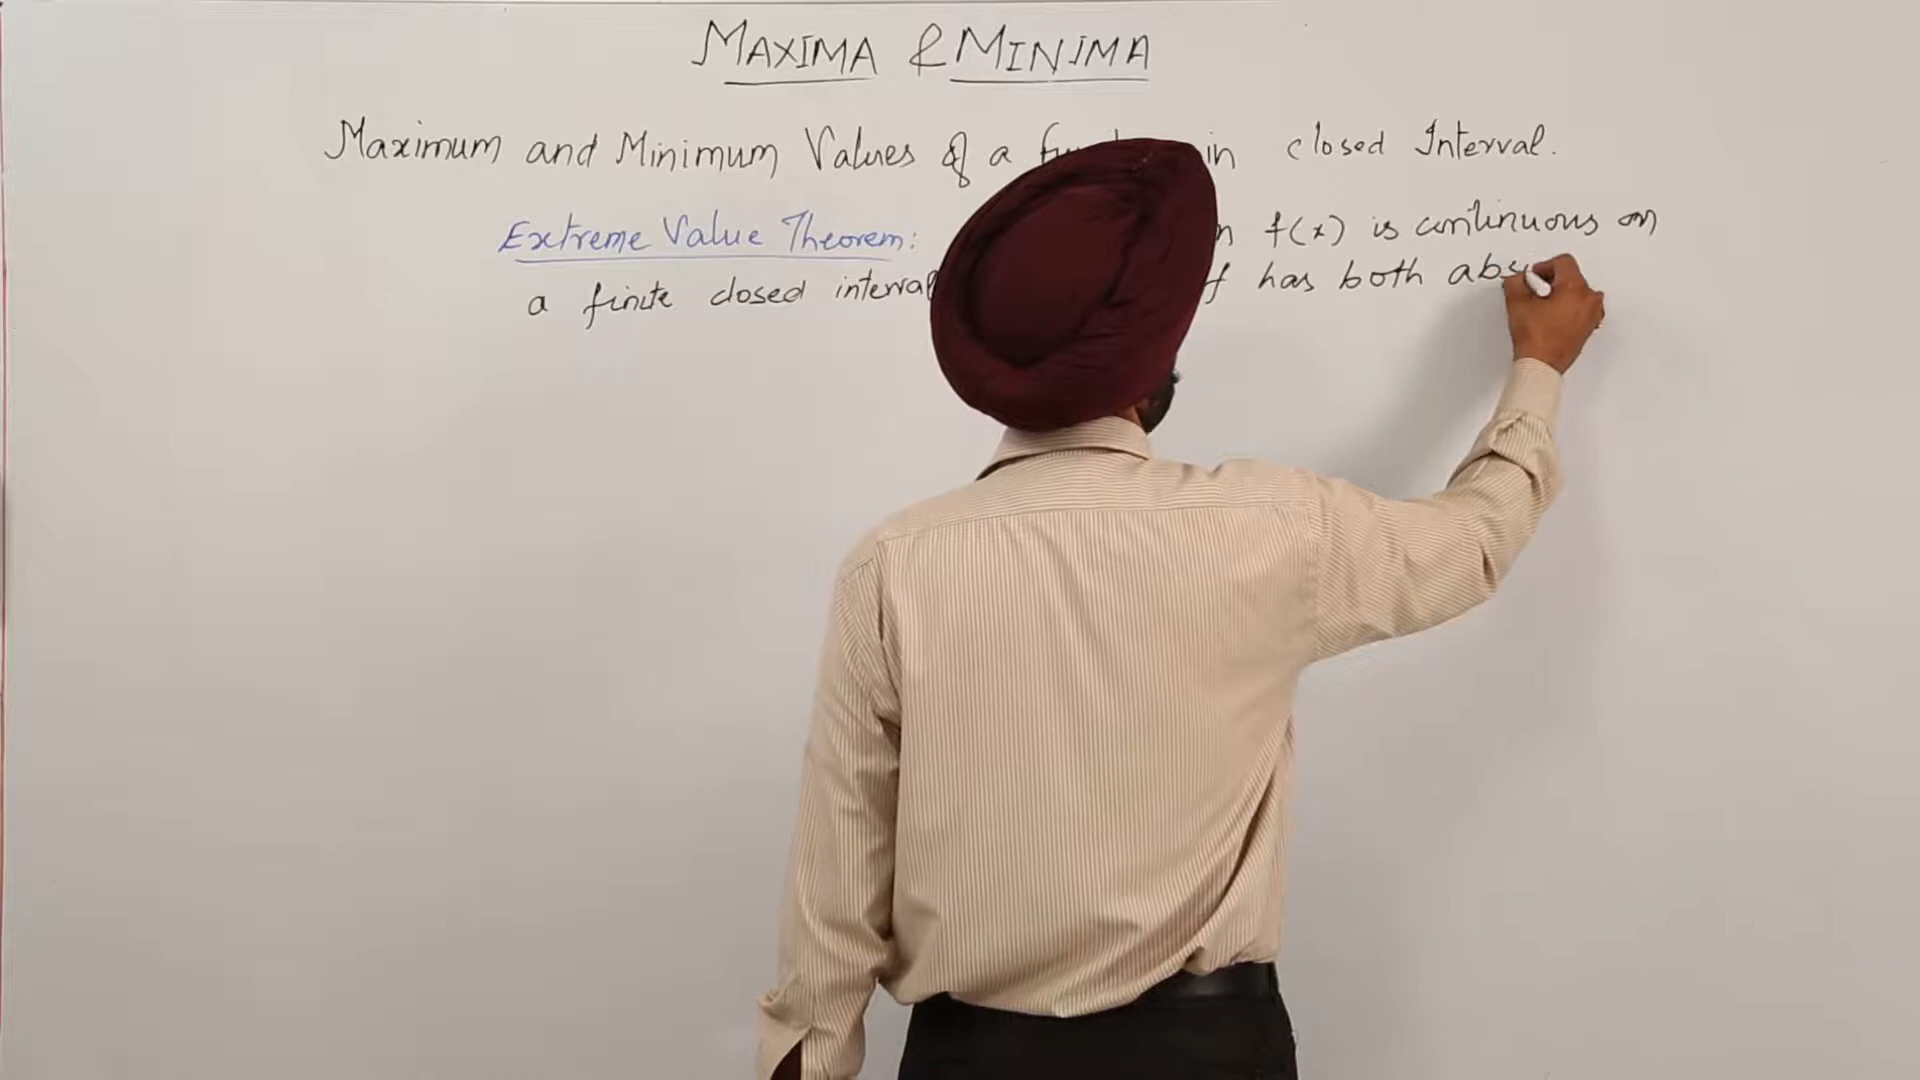 MAXIMA & MINIMA
Maximum and Minimum Values of a in closed Interval.
Extreme Value Theorem: f(x) is continuous on
a finite closed interval f has both